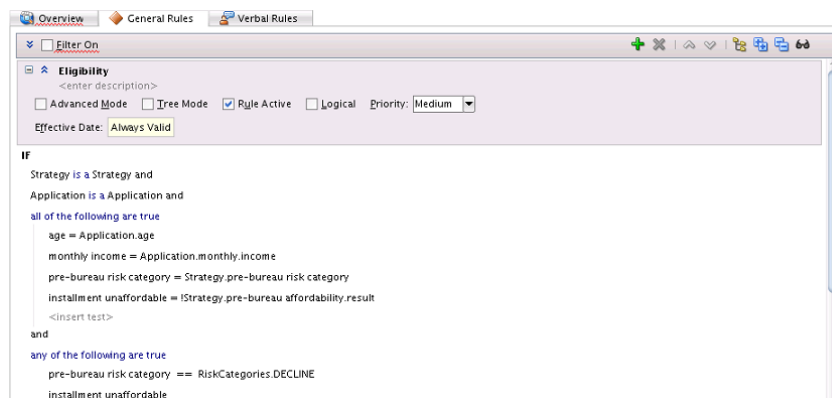 Overview General Rules Verbal Rules
Filter On
Eligibility
<enter description>
Advanced Mode Tree Mode Rule Active Logical Priority: Medium
Effective Date: Always Valid
IF
Strategy is a Strategy and
Application is a Application and
all of the following are true
age = Application.age
monthly income = Application.monthly.income
pre-bureau risk category = Strategy.pre-bureau risk category
installment unaffordable = !Strategy.pre-bureau affordability.result
<insert test>
and
any of the following are true
pre-bureau risk category == RiskCategories.DECLINE
installment unaffordable